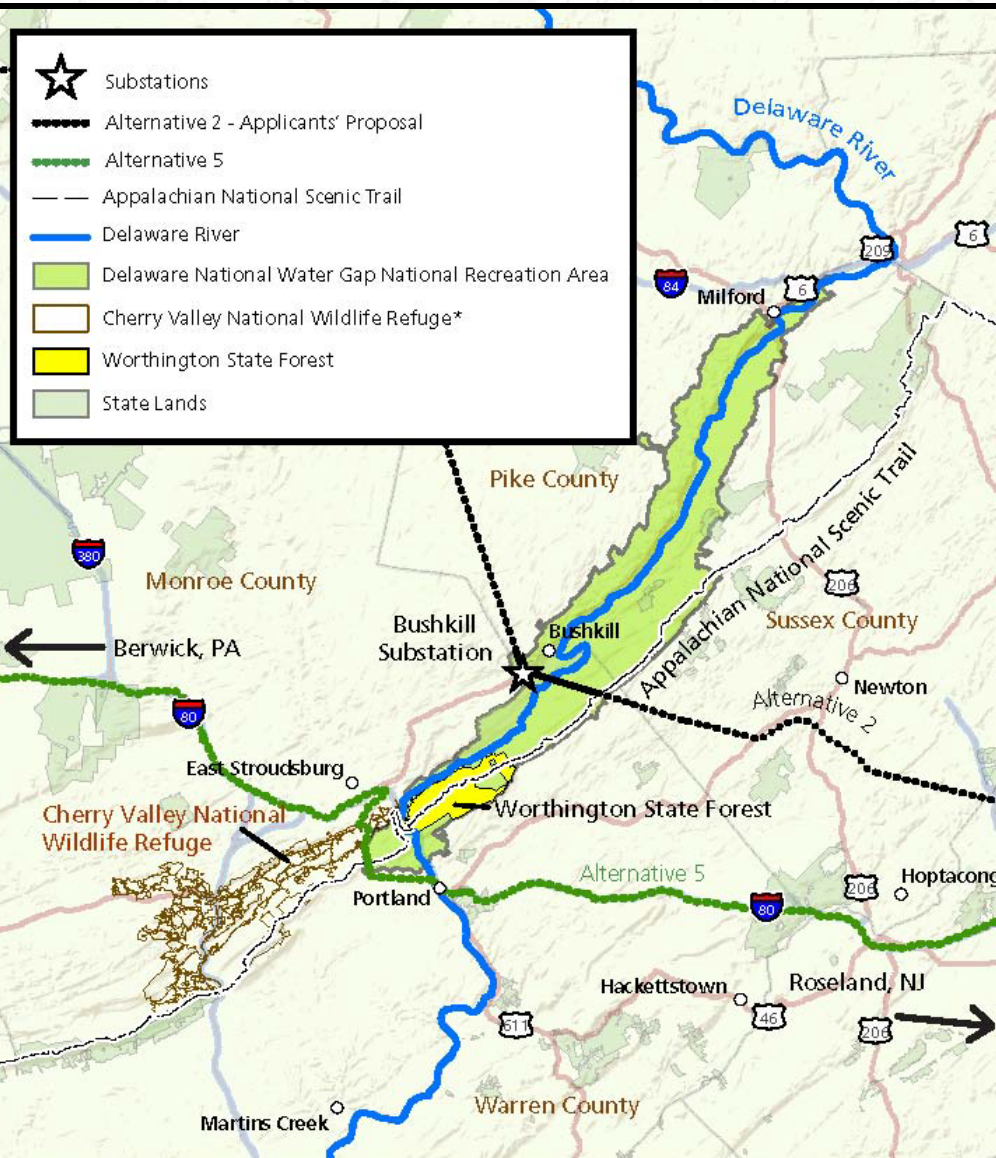 Substations
Alternative 2 - Applicants' Proposal
Alternative 5
Appalachian National Scenic Trail
Delaware River
Delaware National Water Gap National Recreation Area
Cherry Valley National Wildlife Refuge*
Worthington State Forest
State Lands
Delaware River
209
6
84
6
Milford
Pike County
Appalachian National Scenic Trail
380
Monroe County
206
Sussex County
Bushkill
Substation
Bushkill
Berwick, PA
Newton
Alternative 2
80
East Stroudsburg
Cherry Valley National
Wildlife Refuge
Worthington State Forest
Alternative 5
Portland
206
Hoptacong
80
Hackettstown
Roseland, NJ
46
611
206
Warren County
Martins Creek